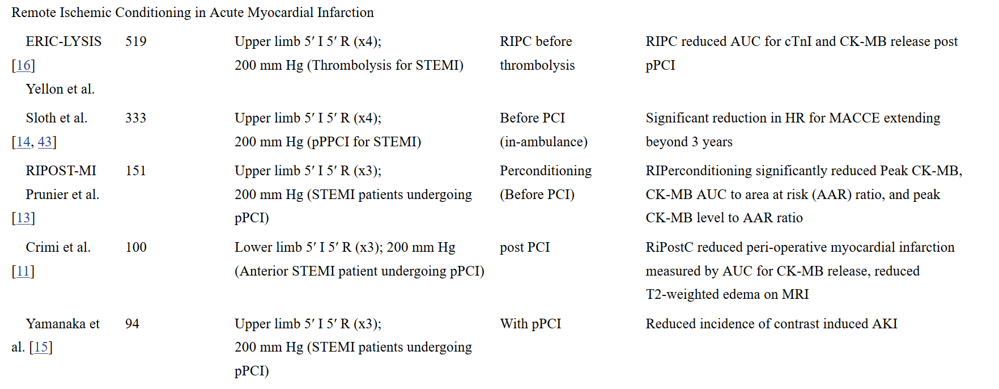 Remote Ischemic Conditioning in Acute Myocardial Infarction
ERIC-LYSIS 519 Upper limb 5′ I 5′ R (x4); RIPC before RIPC reduced AUC for cTnI and CK-MB release post
[16] 200 mm Hg (Thrombolysis for STEMI) thrombolysis pPCI
Yellon et al.
Sloth et al. 333 Upper limb 5′ I 5′ R (x4); Before PCI Significant reduction in HR for MACCE extending
[14, 43] 200 mm Hg (pPPCI for STEMI) (in-ambulance) beyond 3 years
RIPOST-MI 151 Upper limb 5′ I 5′ R (x3); Perconditioning RIPerconditioning significantly reduced Peak CK-MB,
Prunier et al. 200 mm Hg (STEMI patients undergoing (Before PCI) CK-MB AUC to area at risk (AAR) ratio, and peak
[13] pPCI) CK-MB level to AAR ratio
Crimi et al. 100 Lower limb 5′ I 5′ R (x3); 200 mm Hg post PCI RiPostC reduced peri-operative myocardial infarction
[11] (Anterior STEMI patient undergoing pPCI) measured by AUC for CK-MB release, reduced
T2-weighted edema on MRI
Yamanaka et 94 Upper limb 5′ I 5′ R (x3); With pPCI Reduced incidence of contrast induced AKI
al. [15] 200 mm Hg (STEMI patients undergoing
pPCI)